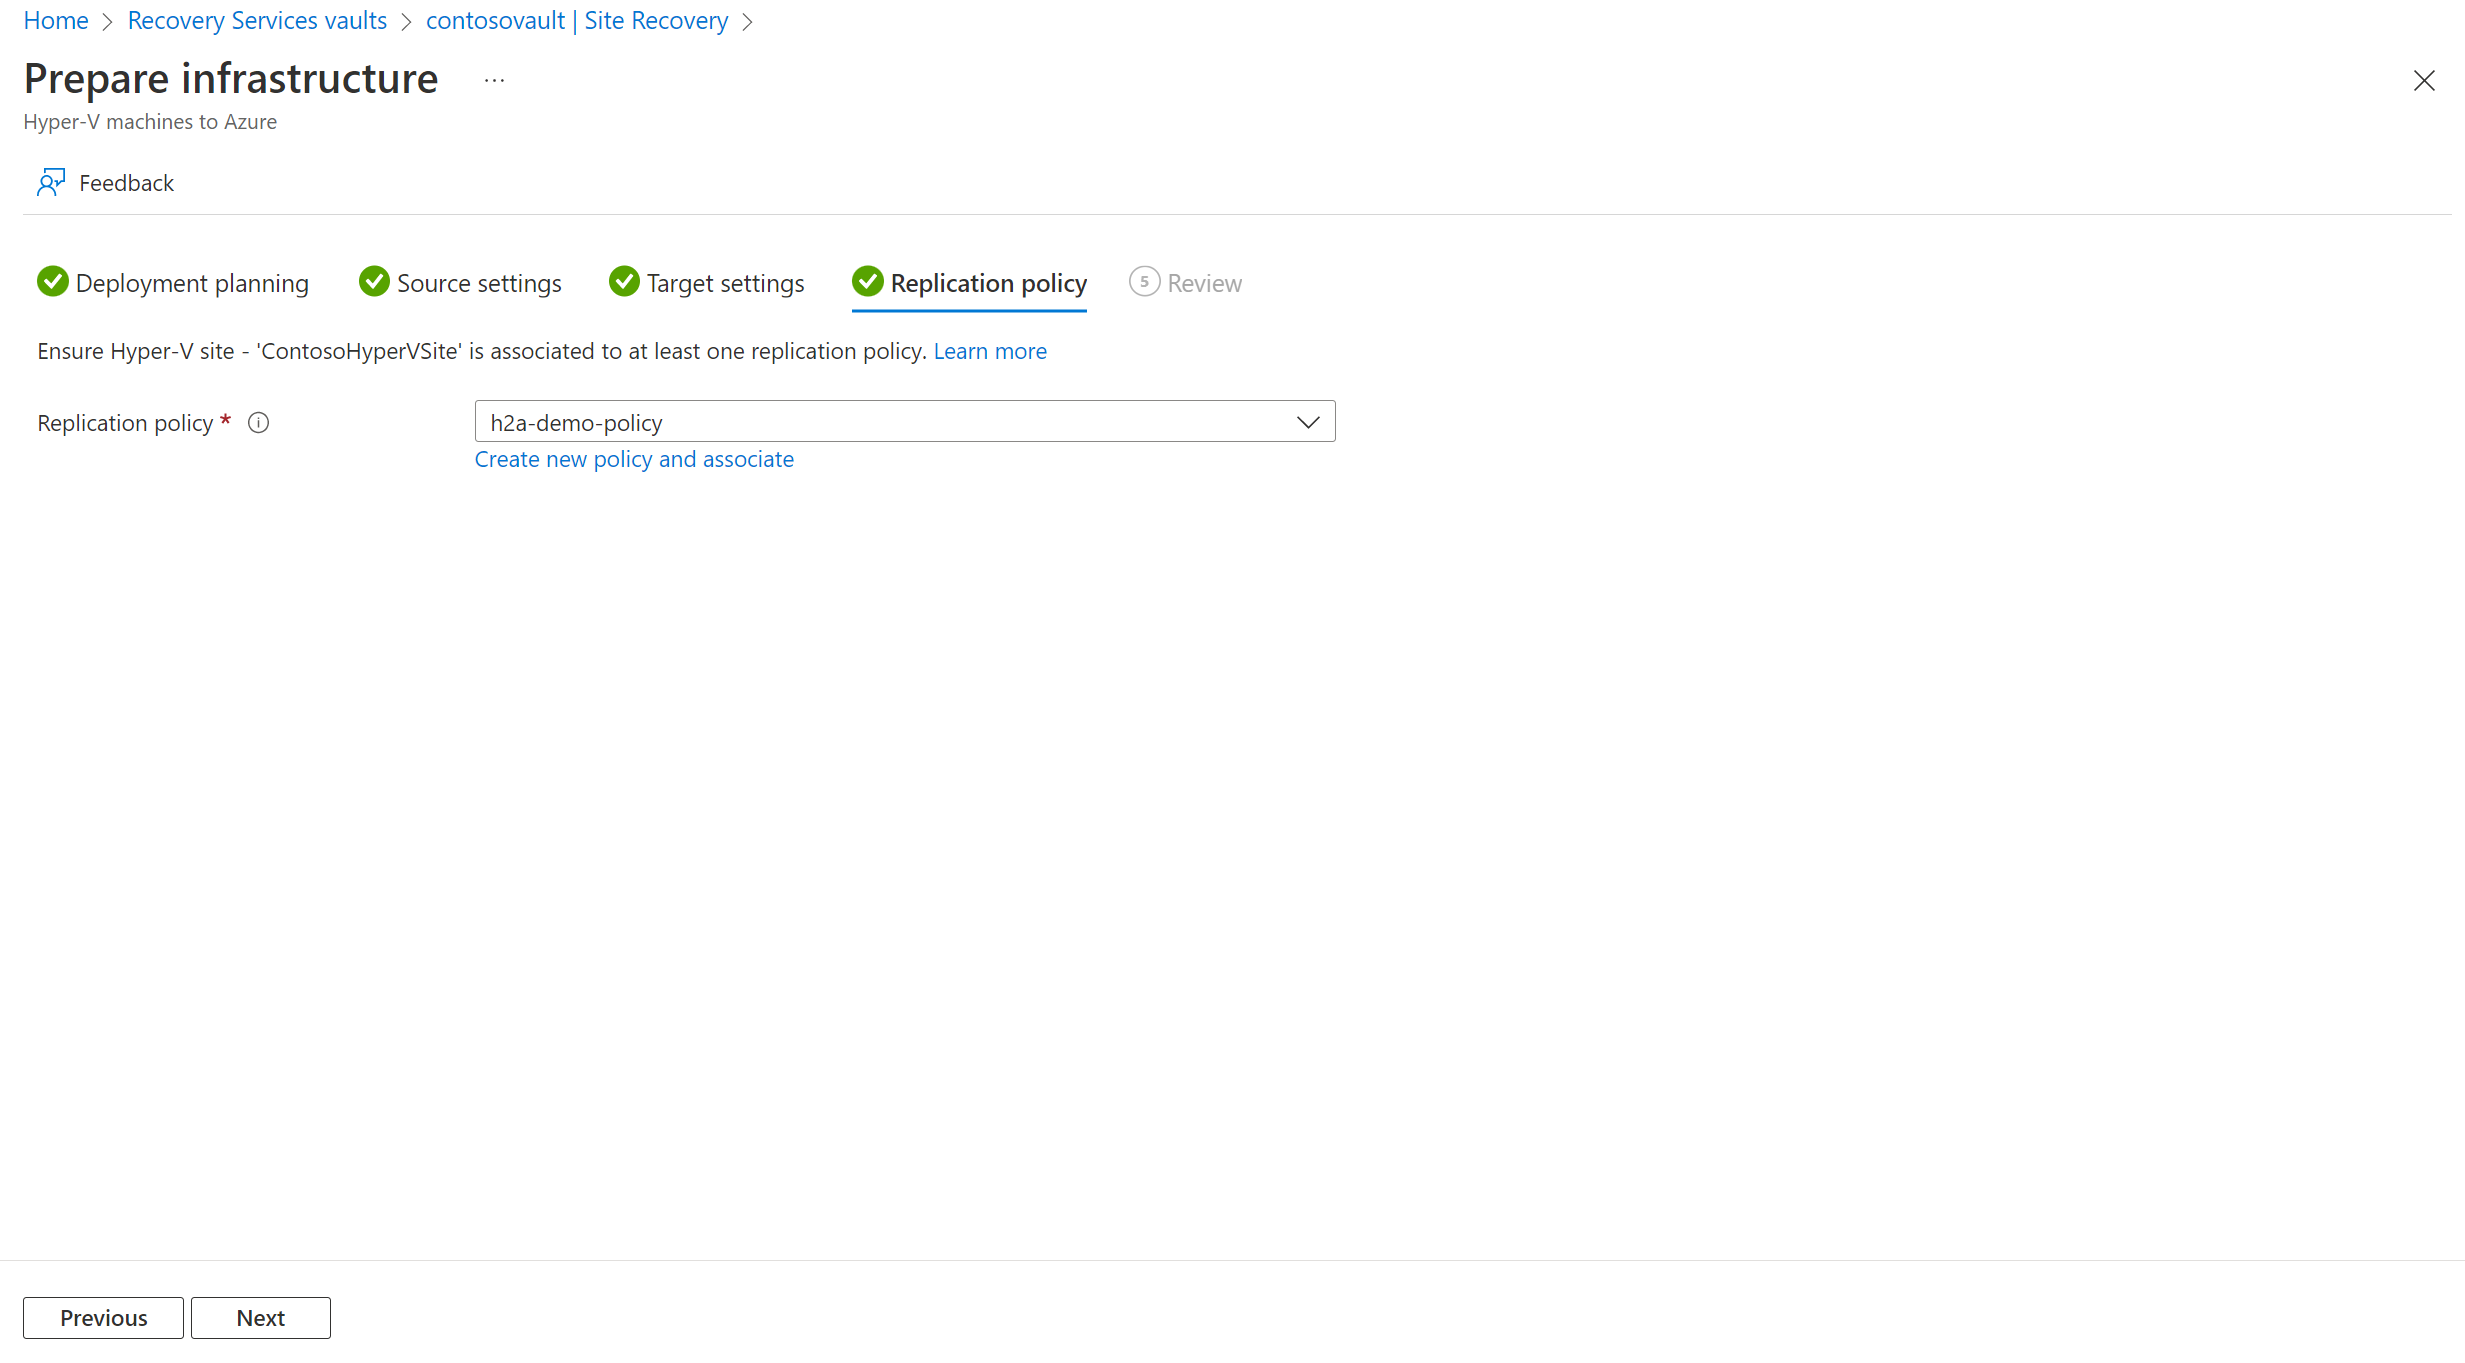 Home > Recovery Services vaults > contosovault | Site Recovery >
Prepare infrastructure ...
Hyper-V machines to Azure
Feedback
Deployment planning Source settings Target settings Replication policy 5 Review
Ensure Hyper-V site - 'ContosoHyperVSite' is associated to at least one replication policy. Learn more
Replication policy * h2a-demo-policy
Create new policy and associate
Previous Next